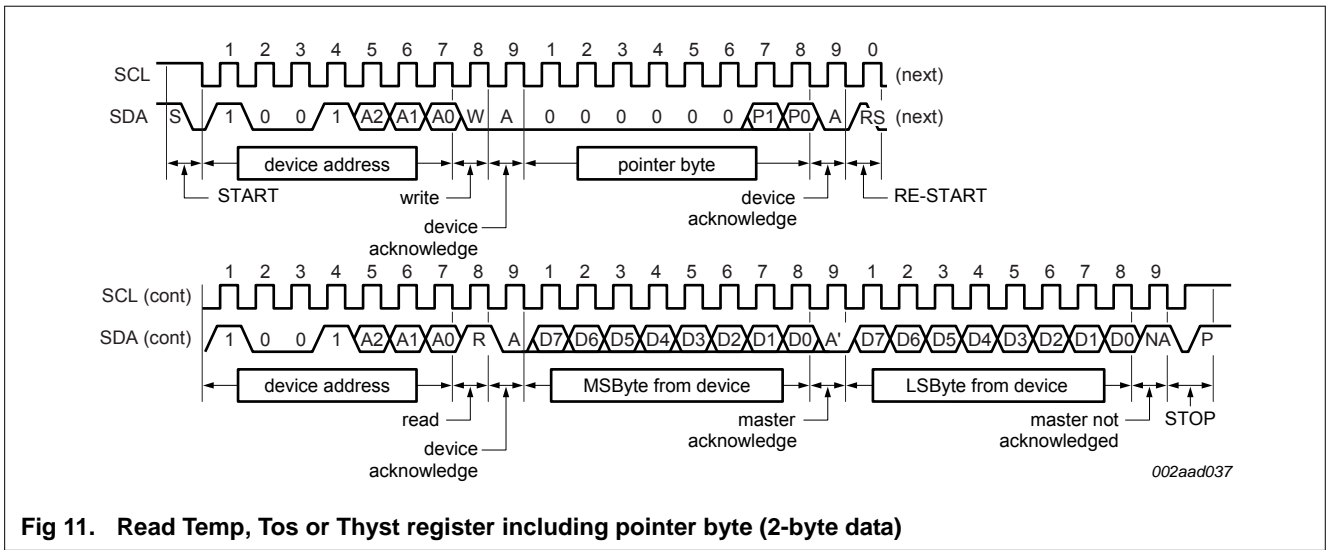 1 2 3 4 5 6 7 8 9 1 2 3 4 5 6 7 8 9 0
SCL (next)
SDA S 1 0 0 1 A2 A1 A0 W A 0 0 0 0 0 0 P1 P0 A RS (next)
device address pointer byte
START write device acknowledge device acknowledge RE-START
1 2 3 4 5 6 7 8 9 1 2 3 4 5 6 7 8 9 1 2 3 4 5 6 7 8 9
SCL (cont)
SDA (cont) 1 0 0 1 A2 A1 A0 R A D7 D6 D5 D4 D3 D2 D1 D0 A' D7 D6 D5 D4 D3 D2 D1 D0 NA P
device address MSByte from device LSByte from device
read device acknowledge master acknowledge master not acknowledged STOP
002aad037
Fig 11. Read Temp, Tos or Thyst register including pointer byte (2-byte data)